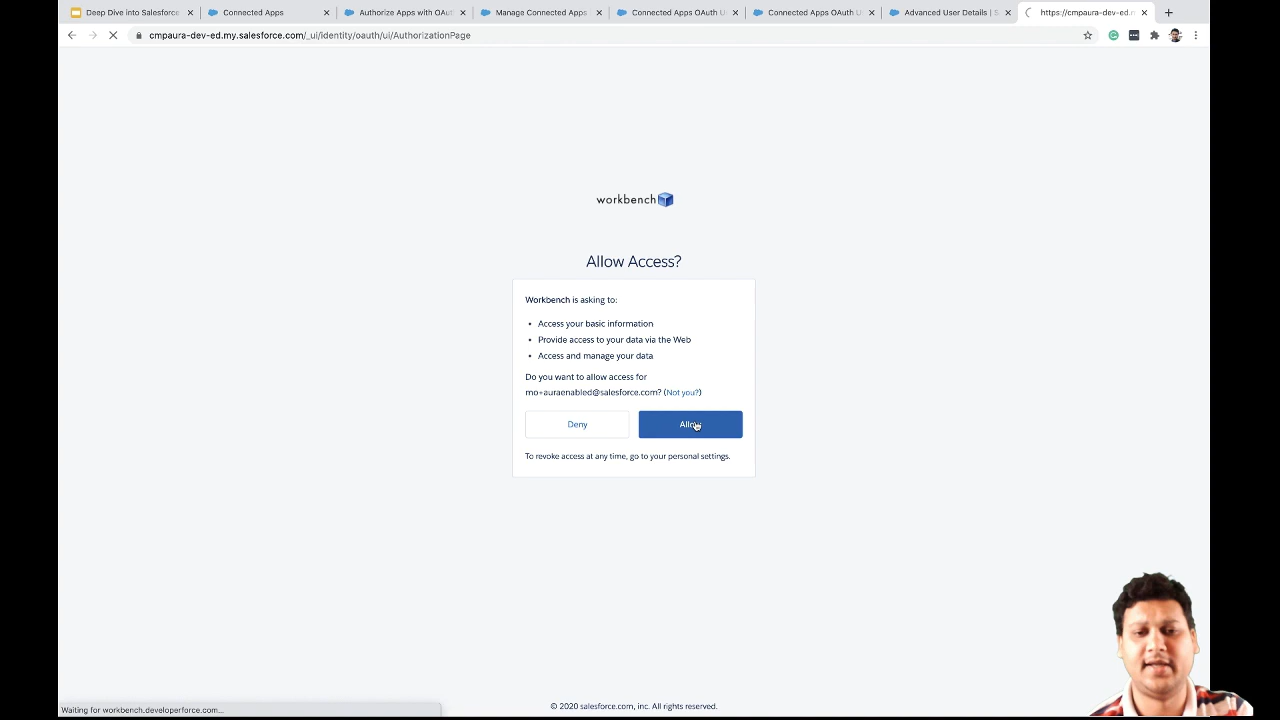 Deep Dive into Salesforce
Connected Apps
Authorize Apps with OAut
Manage Connected Apps
Connected Apps OAuth U
Connected Apps OAuth U
Advanced User Details | S
https://cmpaura-dev-ed.m
cmpaura-dev-ed.my.salesforce.com/_ui/identity/oauth/ui/AuthorizationPage
workbench
Allow Access?
Workbench is asking to:
• Access your basic information
• Provide access to your data via the Web
• Access and manage your data
Do you want to allow access for
mo+auraenabled@salesforce.com? (Not you?)
Deny
Allow
To revoke access at any time, go to your personal settings.
© 2020 salesforce.com, inc. All rights reserved.
Waiting for workbench.developerforce.com...